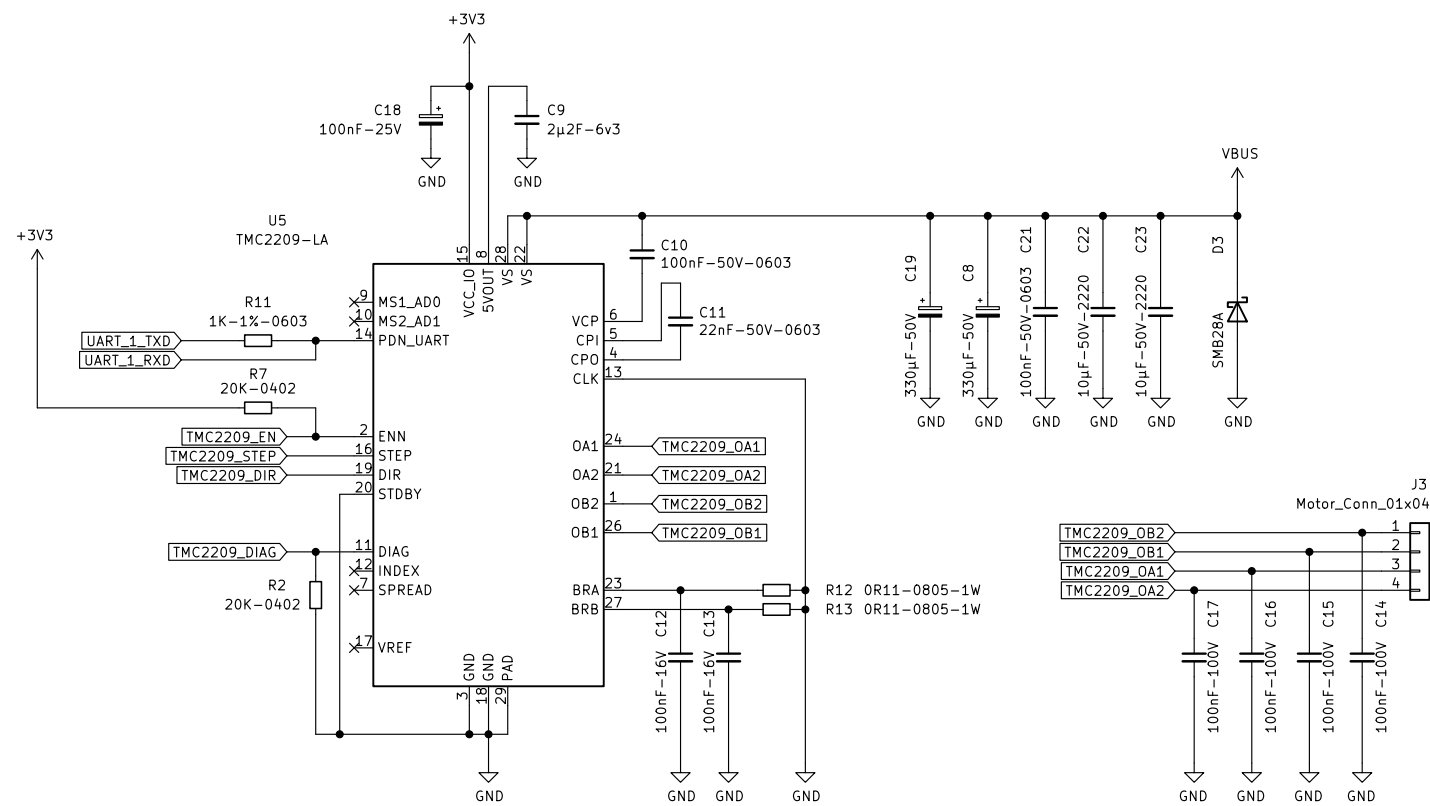 +3V3
C18
100nF-25V
+
GND
C9
2µ2F-6v3
GND
VBUS
U5
TMC2209-LA
+3V3
15
8
28
22
VCC_IO
5VOUT
VS
VS
C10
100nF-50V-0603
C11
22nF-50V-0603
C19
330µF-50V
+
GND
C8
330µF-50V
+
GND
C21
100nF-50V-0603
GND
C22
10µF-50V-2220
GND
C23
10µF-50V-2220
GND
D3
SMB28A
GND
9
MS1_AD0
10
MS2_AD1
14
PDN_UART
R11
1K-1%-0603
UART_1_TXD
UART_1_RXD
R7
20K-0402
TMC2209_EN
2
ENN
TMC2209_STEP
16
STEP
TMC2209_DIR
19
DIR
20
STDBY
TMC2209_DIAG
11
DIAG
12
INDEX
7
SPREAD
R2
20K-0402
17
VREF
VCP
6
CPI
5
CPO
4
CLK
13
OA1
24
TMC2209_OA1
OA2
21
TMC2209_OA2
OB2
1
TMC2209_OB2
OB1
26
TMC2209_OB1
BRA
23
R12 0R11-0805-1W
BRB
27
R13 0R11-0805-1W
C12
100nF-16V
C13
100nF-16V
GND
GND
PAD
3
18
29
GND
GND
GND
GND
J3
Motor_Conn_01x04
TMC2209_OB2
1
TMC2209_OB1
2
TMC2209_OA1
3
TMC2209_OA2
4
C17
100nF-100V
C16
100nF-100V
C15
100nF-100V
C14
100nF-100V
GND
GND
GND
GND